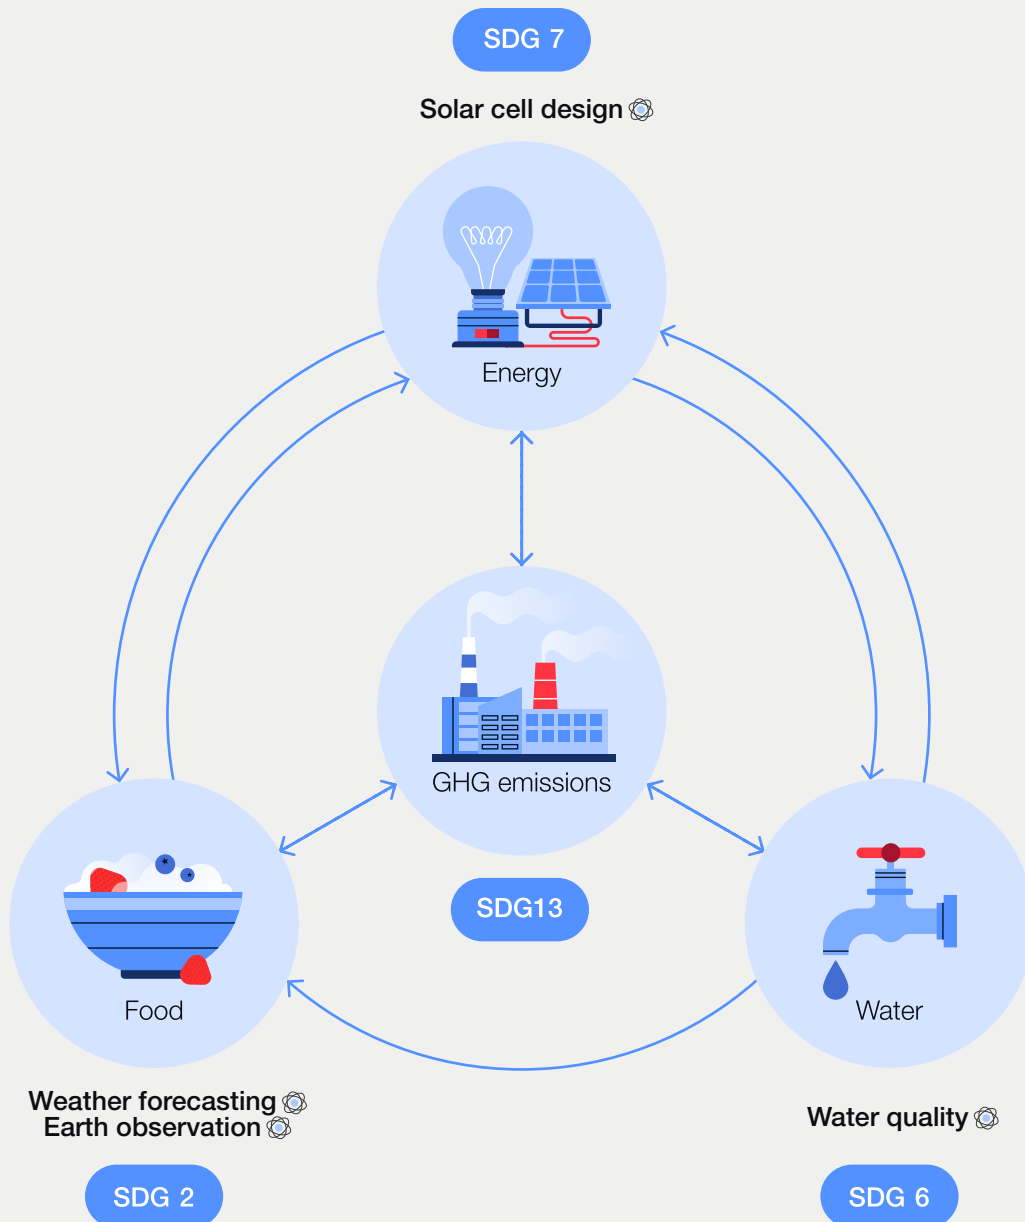 SDG 7
Solar cell design
Energy
GHG emissions
SDG13
Food
Water
Weather forecasting
Earth observation
Water quality
SDG 2
SDG 6